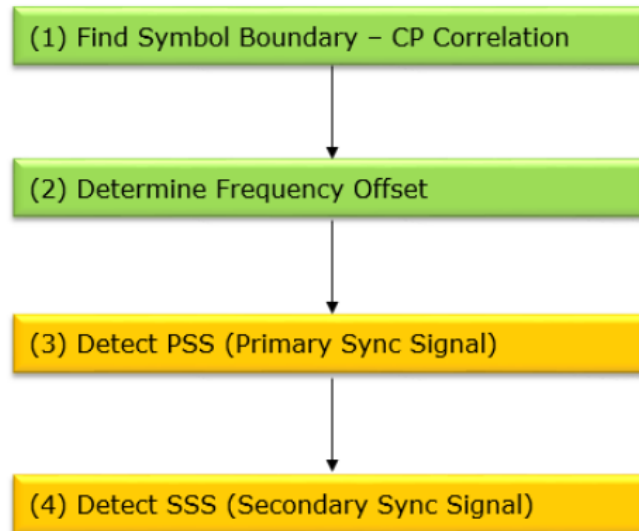 (1) Find Symbol Boundary – CP Correlation
(2) Determine Frequency Offset
(3) Detect PSS (Primary Sync Signal)
(4) Detect SSS (Secondary Sync Signal)